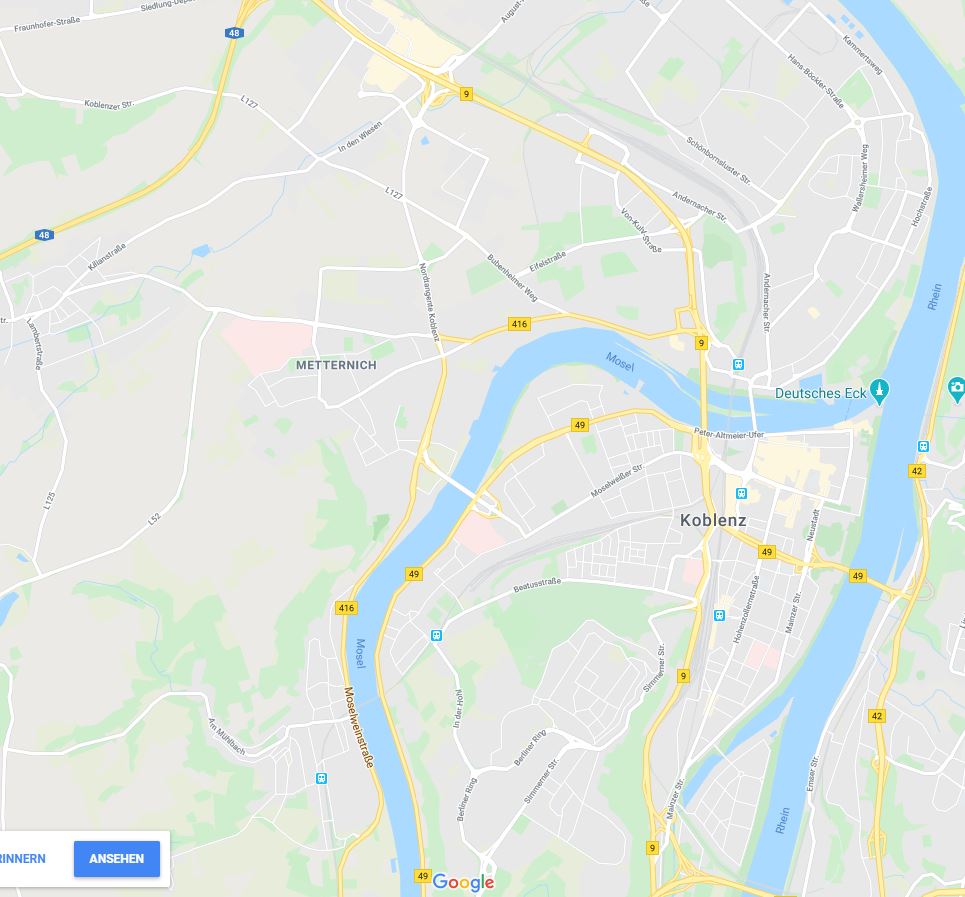 Siedlung-Depot
Fraunhofer-Straße
48
August-
Kammertsweg
Hans-Böckler-Straße
9
Koblenzer Str.
L127
In den Wiesen
Schönbornsluster Str.
Wallersheimer Weg
L127
Andernacher Str.
Hochstraße
Von-Kuhl-Straße
48
Kilianstraße
Bubenheimer Weg
Eifelstraße
Nordtangente Koblenz
Andernacher Str.
Rhein
tr.
Lambertstraße
416
9
METTERNICH
Mosel
Deutsches Eck
49
Peter-Altmeier-Ufer
42
Moselweißer Str.
L125
L52
Koblenz
Neustadt
49
49
49
Beatusstraße
416
Hohenzollernstraße
Mainzer Str.
Mosel
Simmerner Str.
9
Moselweinstraße
In der Hohl
42
Am Mühlbach
Berliner Ring
Simmerner Str.
Emser Str.
Berliner Ring
Mainzer Str.
Rhein
RINNERN
ANSEHEN
9
49
Google